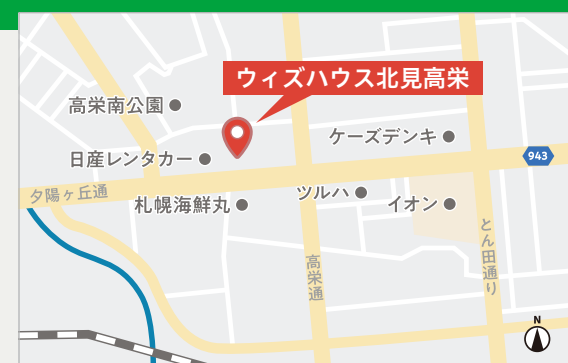 ウィズハウス北見高栄
高栄南公園
ケーズデンキ
日産レンタカー
943
夕陽ヶ丘通
札幌海鮮丸
ツルハ
イオン
とん田通り
高栄通
N